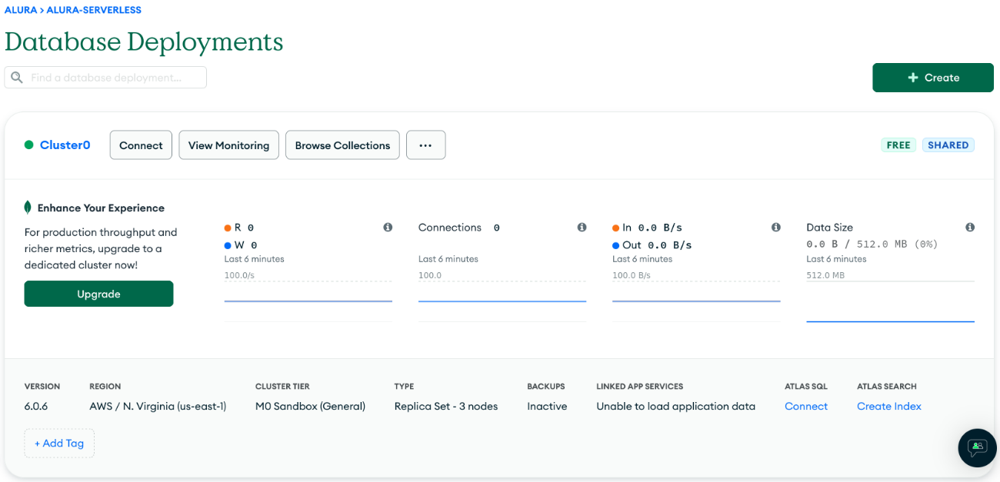 ALURA > ALURA-SERVERLESS
Database Deployments
Find a database deployment...
+ Create
Cluster0
Connect
View Monitoring
Browse Collections
...
FREE
SHARED
Enhance Your Experience
For production throughput and
richer metrics, upgrade to a
dedicated cluster now!
Upgrade
R 0
W 0
Last 6 minutes
100.0/s
Connections 0
Last 6 minutes
100.0
In 0.0 B/s
Out 0.0 B/s
Last 6 minutes
100.0 B/s
Data Size
0.0 B / 512.0 MB (0%)
Last 6 minutes
512.0 MB
VERSION
6.0.6
REGION
AWS / N. Virginia (us-east-1)
CLUSTER TIER
M0 Sandbox (General)
TYPE
Replica Set - 3 nodes
BACKUPS
Inactive
LINKED APP SERVICES
Unable to load application data
ATLAS SQL
Connect
ATLAS SEARCH
Create Index
+ Add Tag